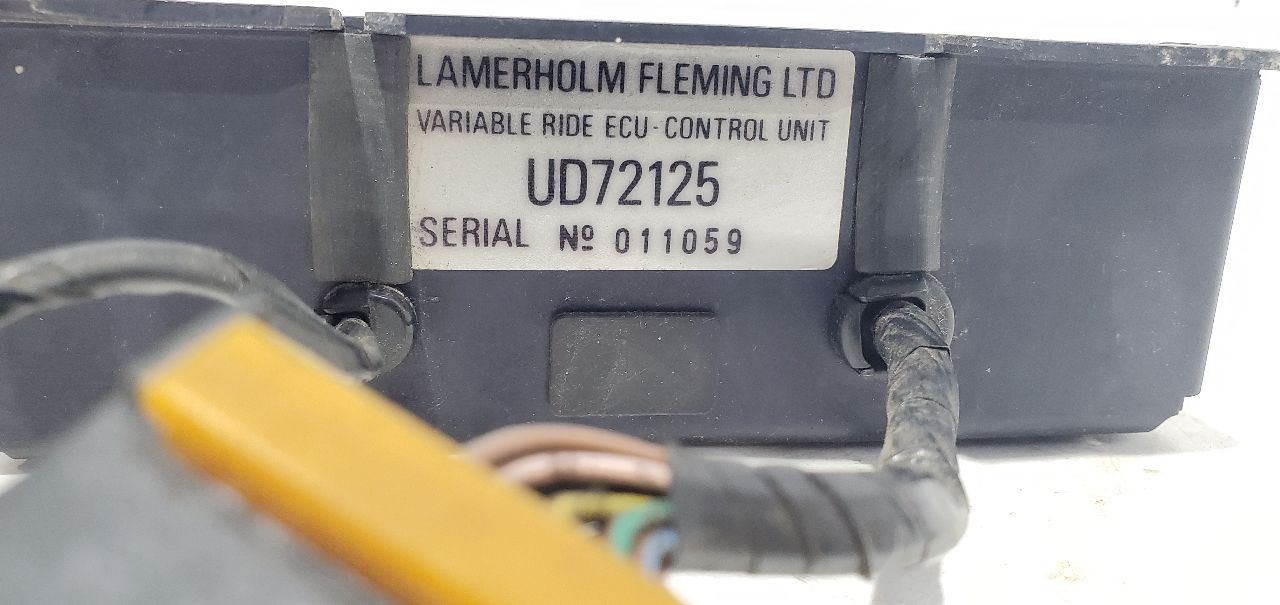 LAMERHOLM FLEMING LTD
VARIABLE RIDE ECU-CONTROL UNIT
UD72125
SERIAL Nº 011059